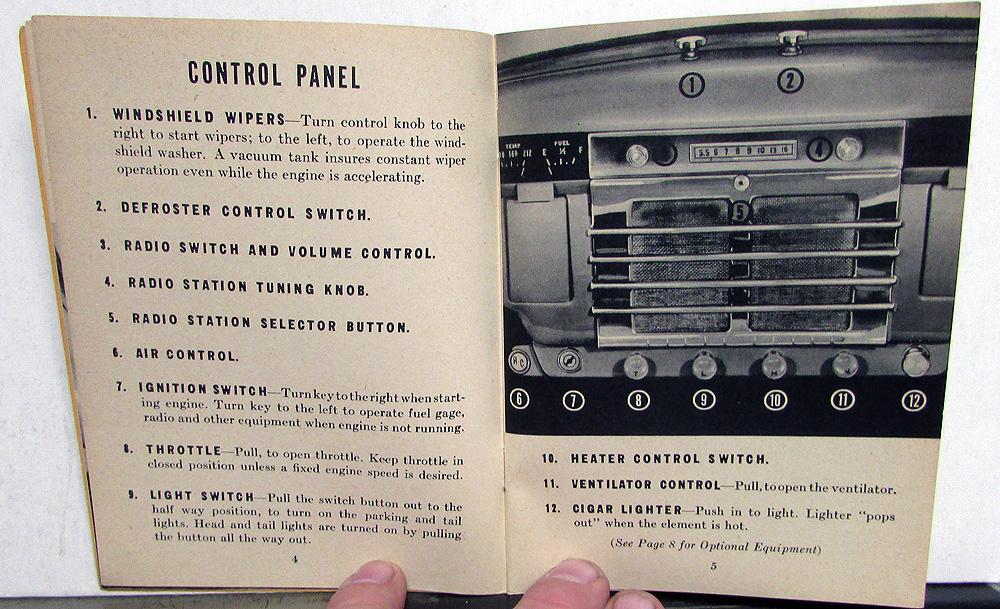 CONTROL PANEL
1. WINDSHIELD WIPERS—Turn control knob to the
right to start wipers; to the left, to operate the wind-
shield washer. A vacuum tank insures constant wiper
operation even while the engine is accelerating.
2. DEFROSTER CONTROL SWITCH.
3. RADIO SWITCH AND VOLUME CONTROL.
4. RADIO STATION TUNING KNOB.
5. RADIO STATION SELECTOR BUTTON.
6. AIR CONTROL.
7. IGNITION SWITCH—Turn key to the right when start-
ing engine. Turn key to the left to operate fuel gage,
radio and other equipment when engine is not running.
8. THROTTLE—Pull, to open throttle. Keep throttle in
closed position unless a fixed engine speed is desired.
9. LIGHT SWITCH—Pull the switch button out to the
half way position, to turn on the parking and tail
lights. Head and tail lights are turned on by pulling
the button all the way out.
4
1 2
TEMP FUEL
160 212 E ½ F
55 6 7 8 9 10 13 16
4
5
A C T L H V
6 7 8 9 10 11 12
10. HEATER CONTROL SWITCH.
11. VENTILATOR CONTROL—Pull, to open the ventilator.
12. CIGAR LIGHTER—Push in to light. Lighter "pops
out" when the element is hot.
(See Page 8 for Optional Equipment)
5